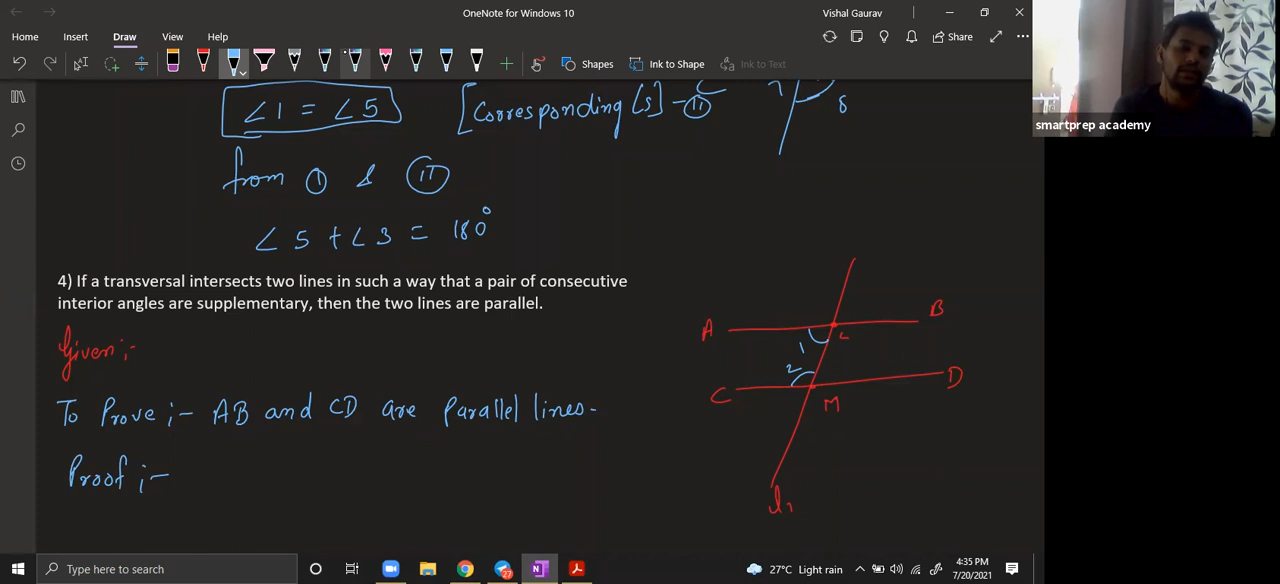 OneNote for Windows 10
Vishal Gaurav
Home Insert Draw View Help
Share
Shapes Ink to Shape Ink to Text
smartprep academy
∠1 = ∠5 [Corresponding ∠s] - II
7 8
from I & II
∠5 + ∠3 = 180°
4) If a transversal intersects two lines in such a way that a pair of consecutive
interior angles are supplementary, then the two lines are parallel.
Given :-
To Prove :- AB and CD are parallel lines.
Proof :-
A B
L
1
2
C D
M
Type here to search
27
27°C Light rain
4:35 PM
7/20/2021